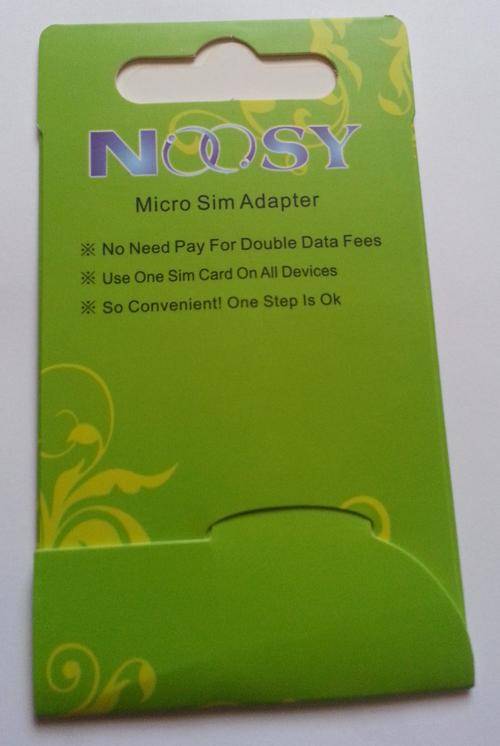 NOOSY
Micro Sim Adapter
※ No Need Pay For Double Data Fees
※ Use One Sim Card On All Devices
※ So Convenient! One Step Is Ok